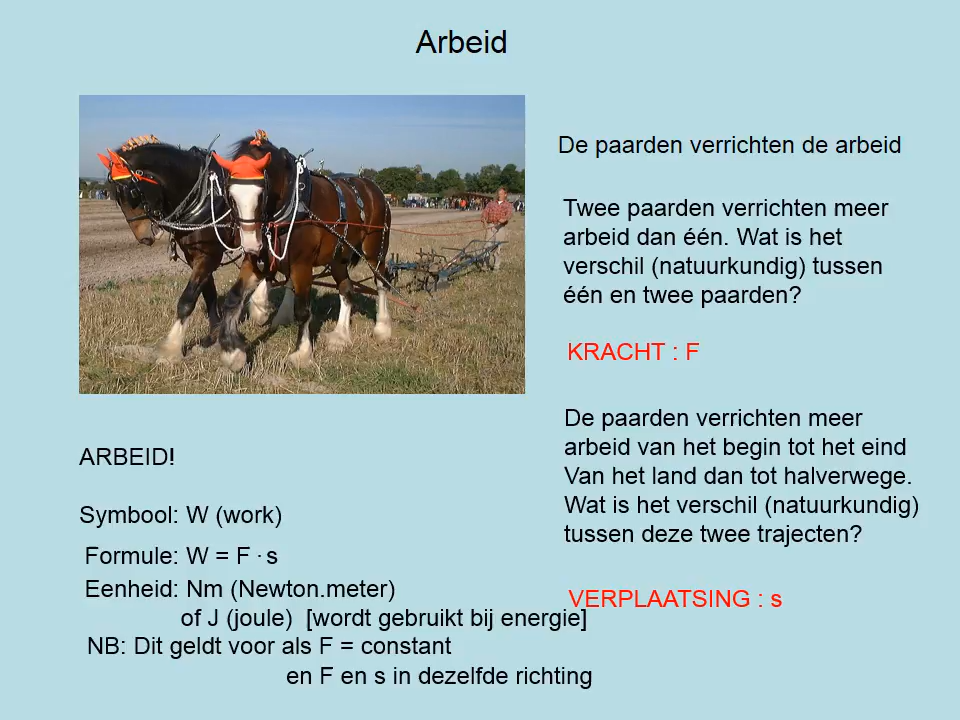 Arbeid
De paarden verrichten de arbeid
Twee paarden verrichten meer
arbeid dan één. Wat is het
verschil (natuurkundig) tussen
één en twee paarden?
KRACHT : F
De paarden verrichten meer
arbeid van het begin tot het eind
Van het land dan tot halverwege.
Wat is het verschil (natuurkundig)
tussen deze twee trajecten?
VERPLAATSING : s
ARBEID!
Symbool: W (work)
Formule: W = F · s
Eenheid: Nm (Newton.meter)
of J (joule) [wordt gebruikt bij energie]
NB: Dit geldt voor als F = constant
en F en s in dezelfde richting